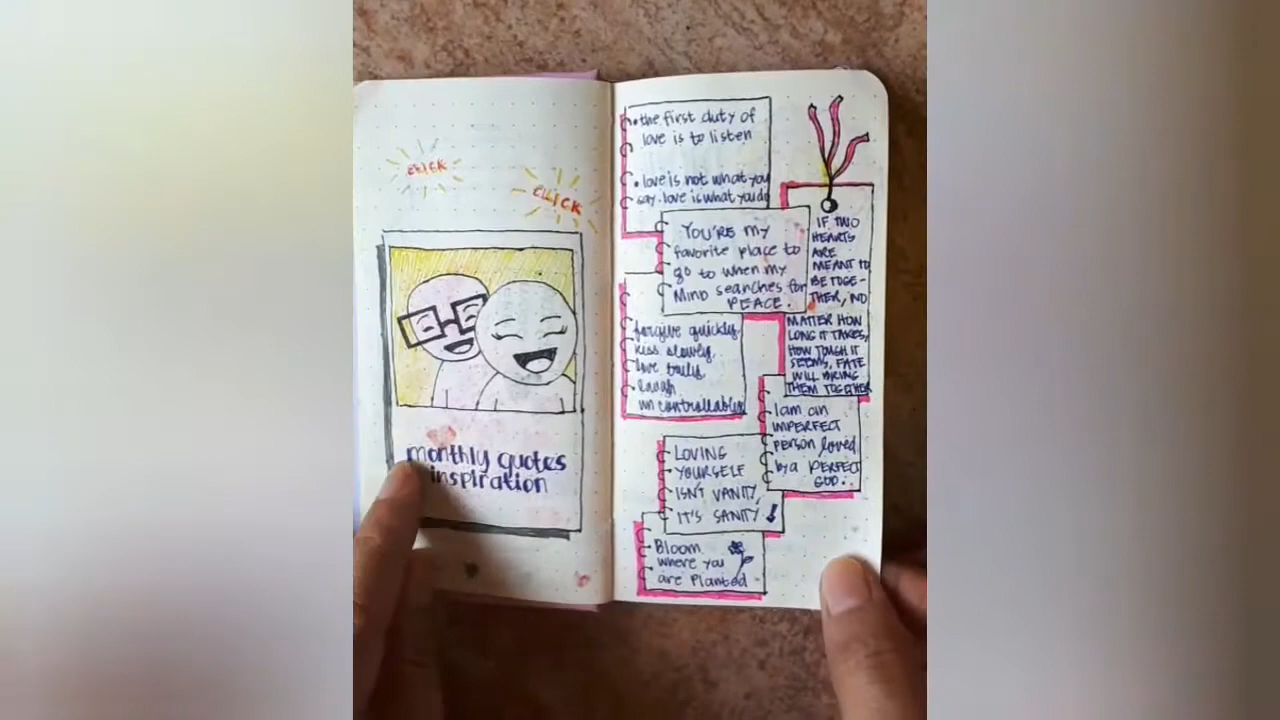 CLICK
CLICK
monthly quotes
inspiration
• the first duty of
love is to listen
• love is not what you
say. love is what you do
YOU'RE my
favorite place to
go to when my
MIND searches for
PEACE.
forgive quickly,
kiss slowly,
love truly,
laugh
uncontrollably
IF TWO
HEARTS
ARE
MEANT TO
BE TOGE-
THER, NO
MATTER HOW
LONG IT TAKES,
HOW TOUGH IT
SEEMS, FATE
WILL BRING
THEM TOGETHER
I am an
IMPERFECT
person loved
by a PERFECT
GOD.
LOVING
YOURSELF
ISN'T VANITY,
IT'S SANITY
Bloom
where you
are Planted